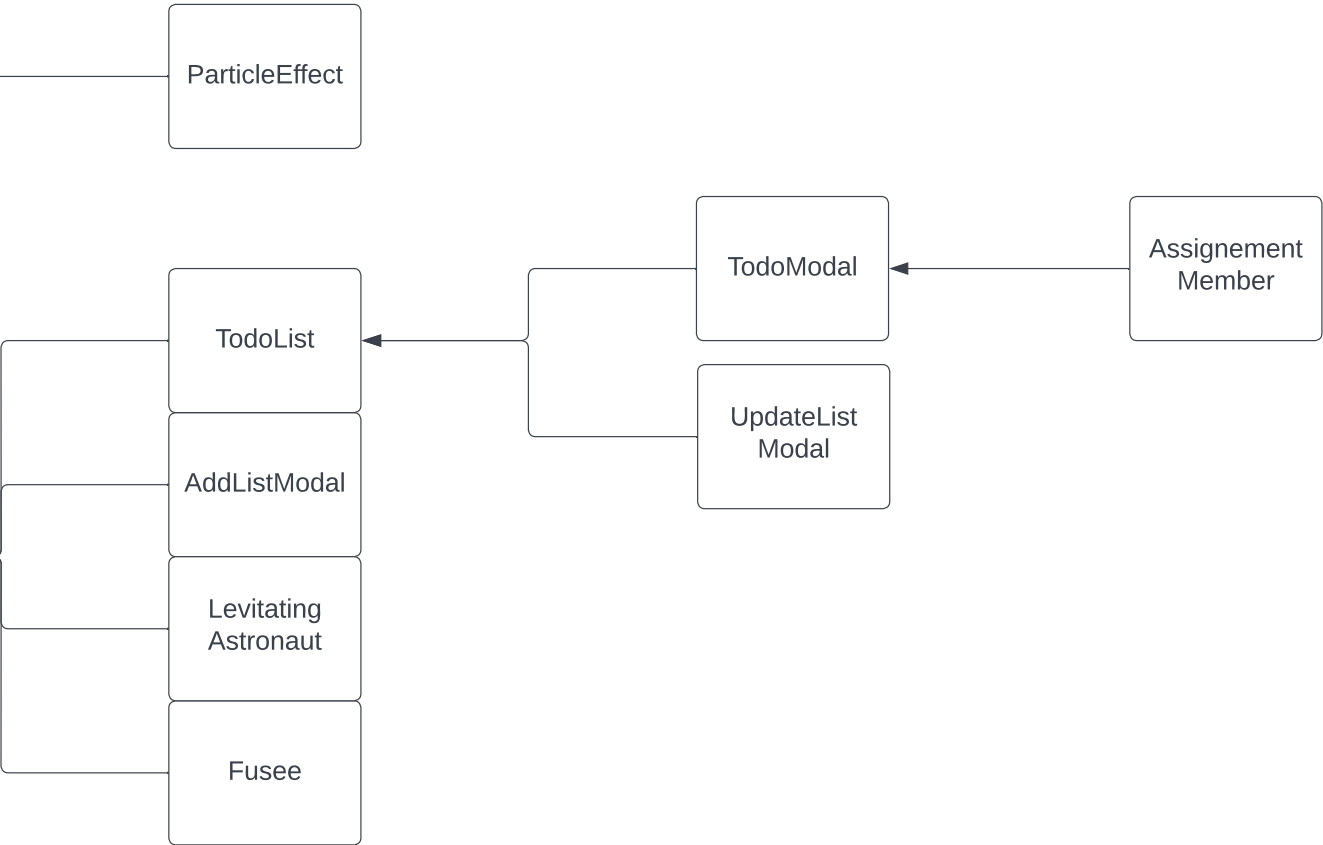 ParticleEffect
Assignement
Member
TodoModal
TodoList
UpdateList
Modal
AddListModal
Levitating
Astronaut
Fusee